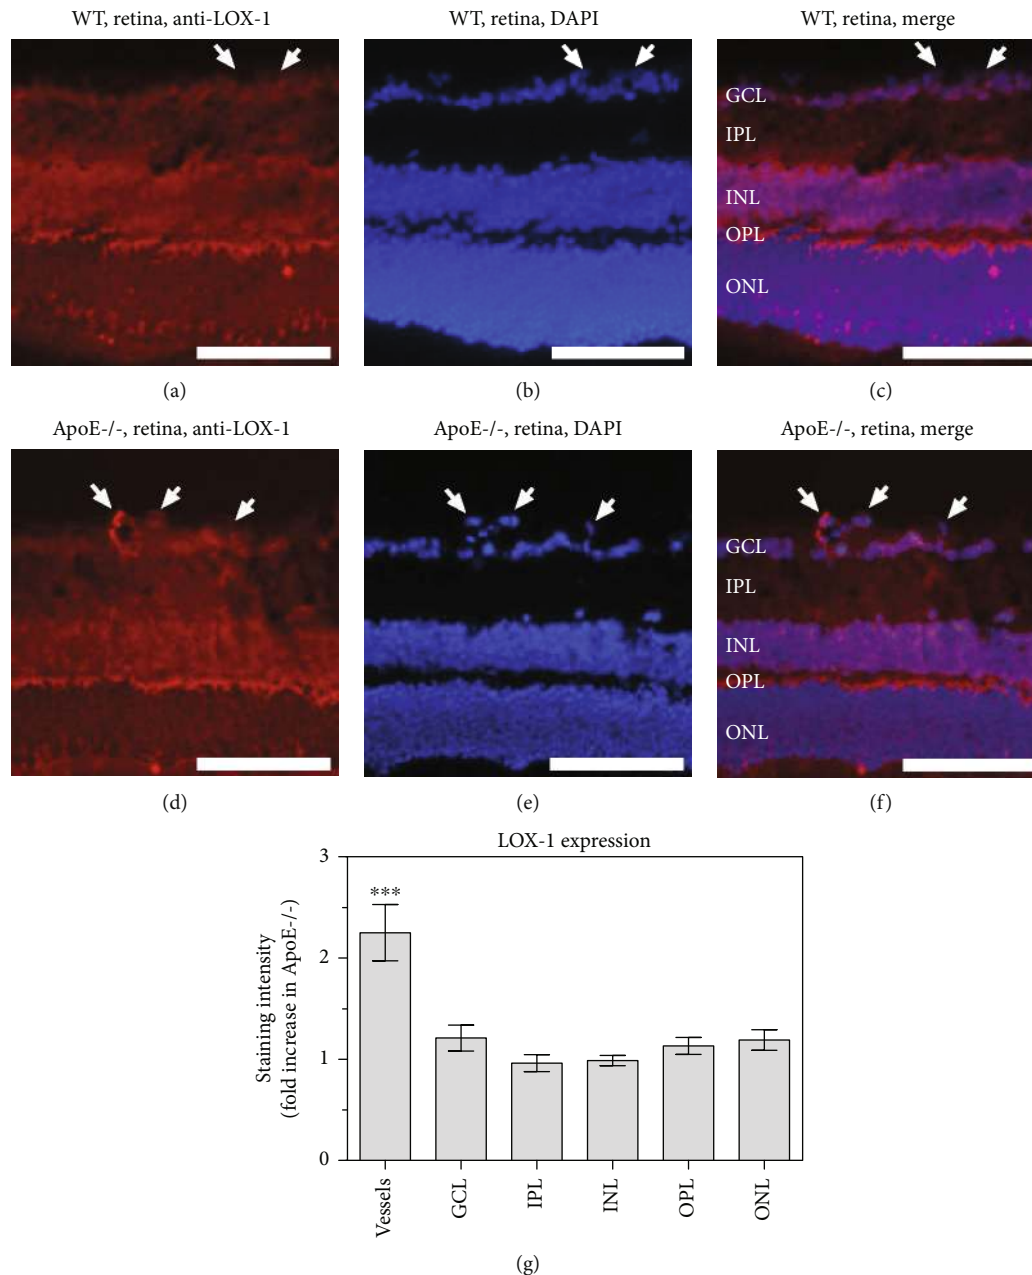 WT, retina, anti-LOX-1
WT, retina, DAPI
WT, retina, merge
GCL
IPL
INL
OPL
ONL
(a)
(b)
(c)
ApoE-/-, retina, anti-LOX-1
ApoE-/-, retina, DAPI
ApoE-/-, retina, merge
GCL
IPL
INL
OPL
ONL
(d)
(e)
(f)
LOX-1 expression
Staining intensity
(fold increase in ApoE-/-)
3
2
1
0
***
Vessels
GCL
IPL
INL
OPL
ONL
(g)